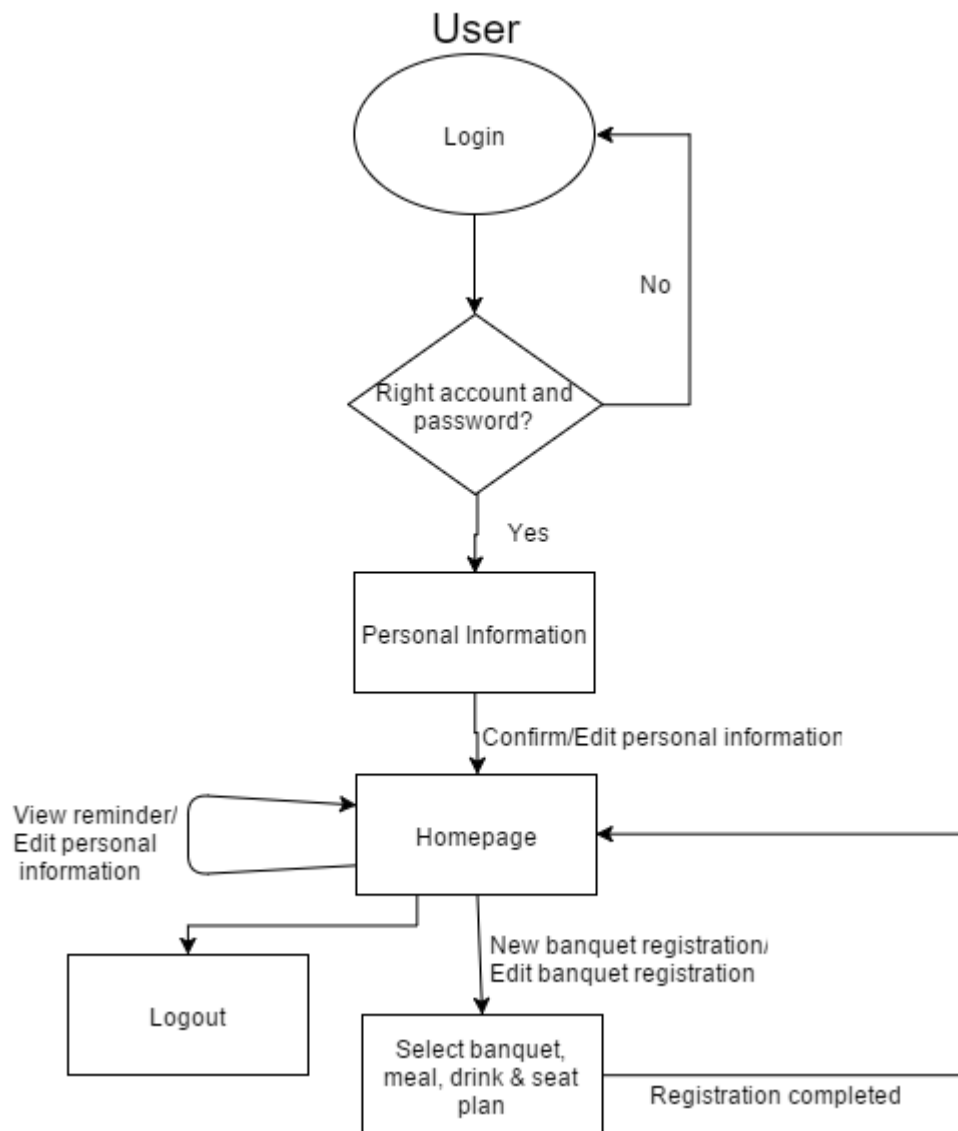 User
Login
No
Right account and
password?
Yes
Personal Information
Confirm/Edit personal information
View reminder/
Edit personal
information
Homepage
New banquet registration/
Edit banquet registration
Logout
Select banquet,
meal, drink & seat
plan
Registration completed